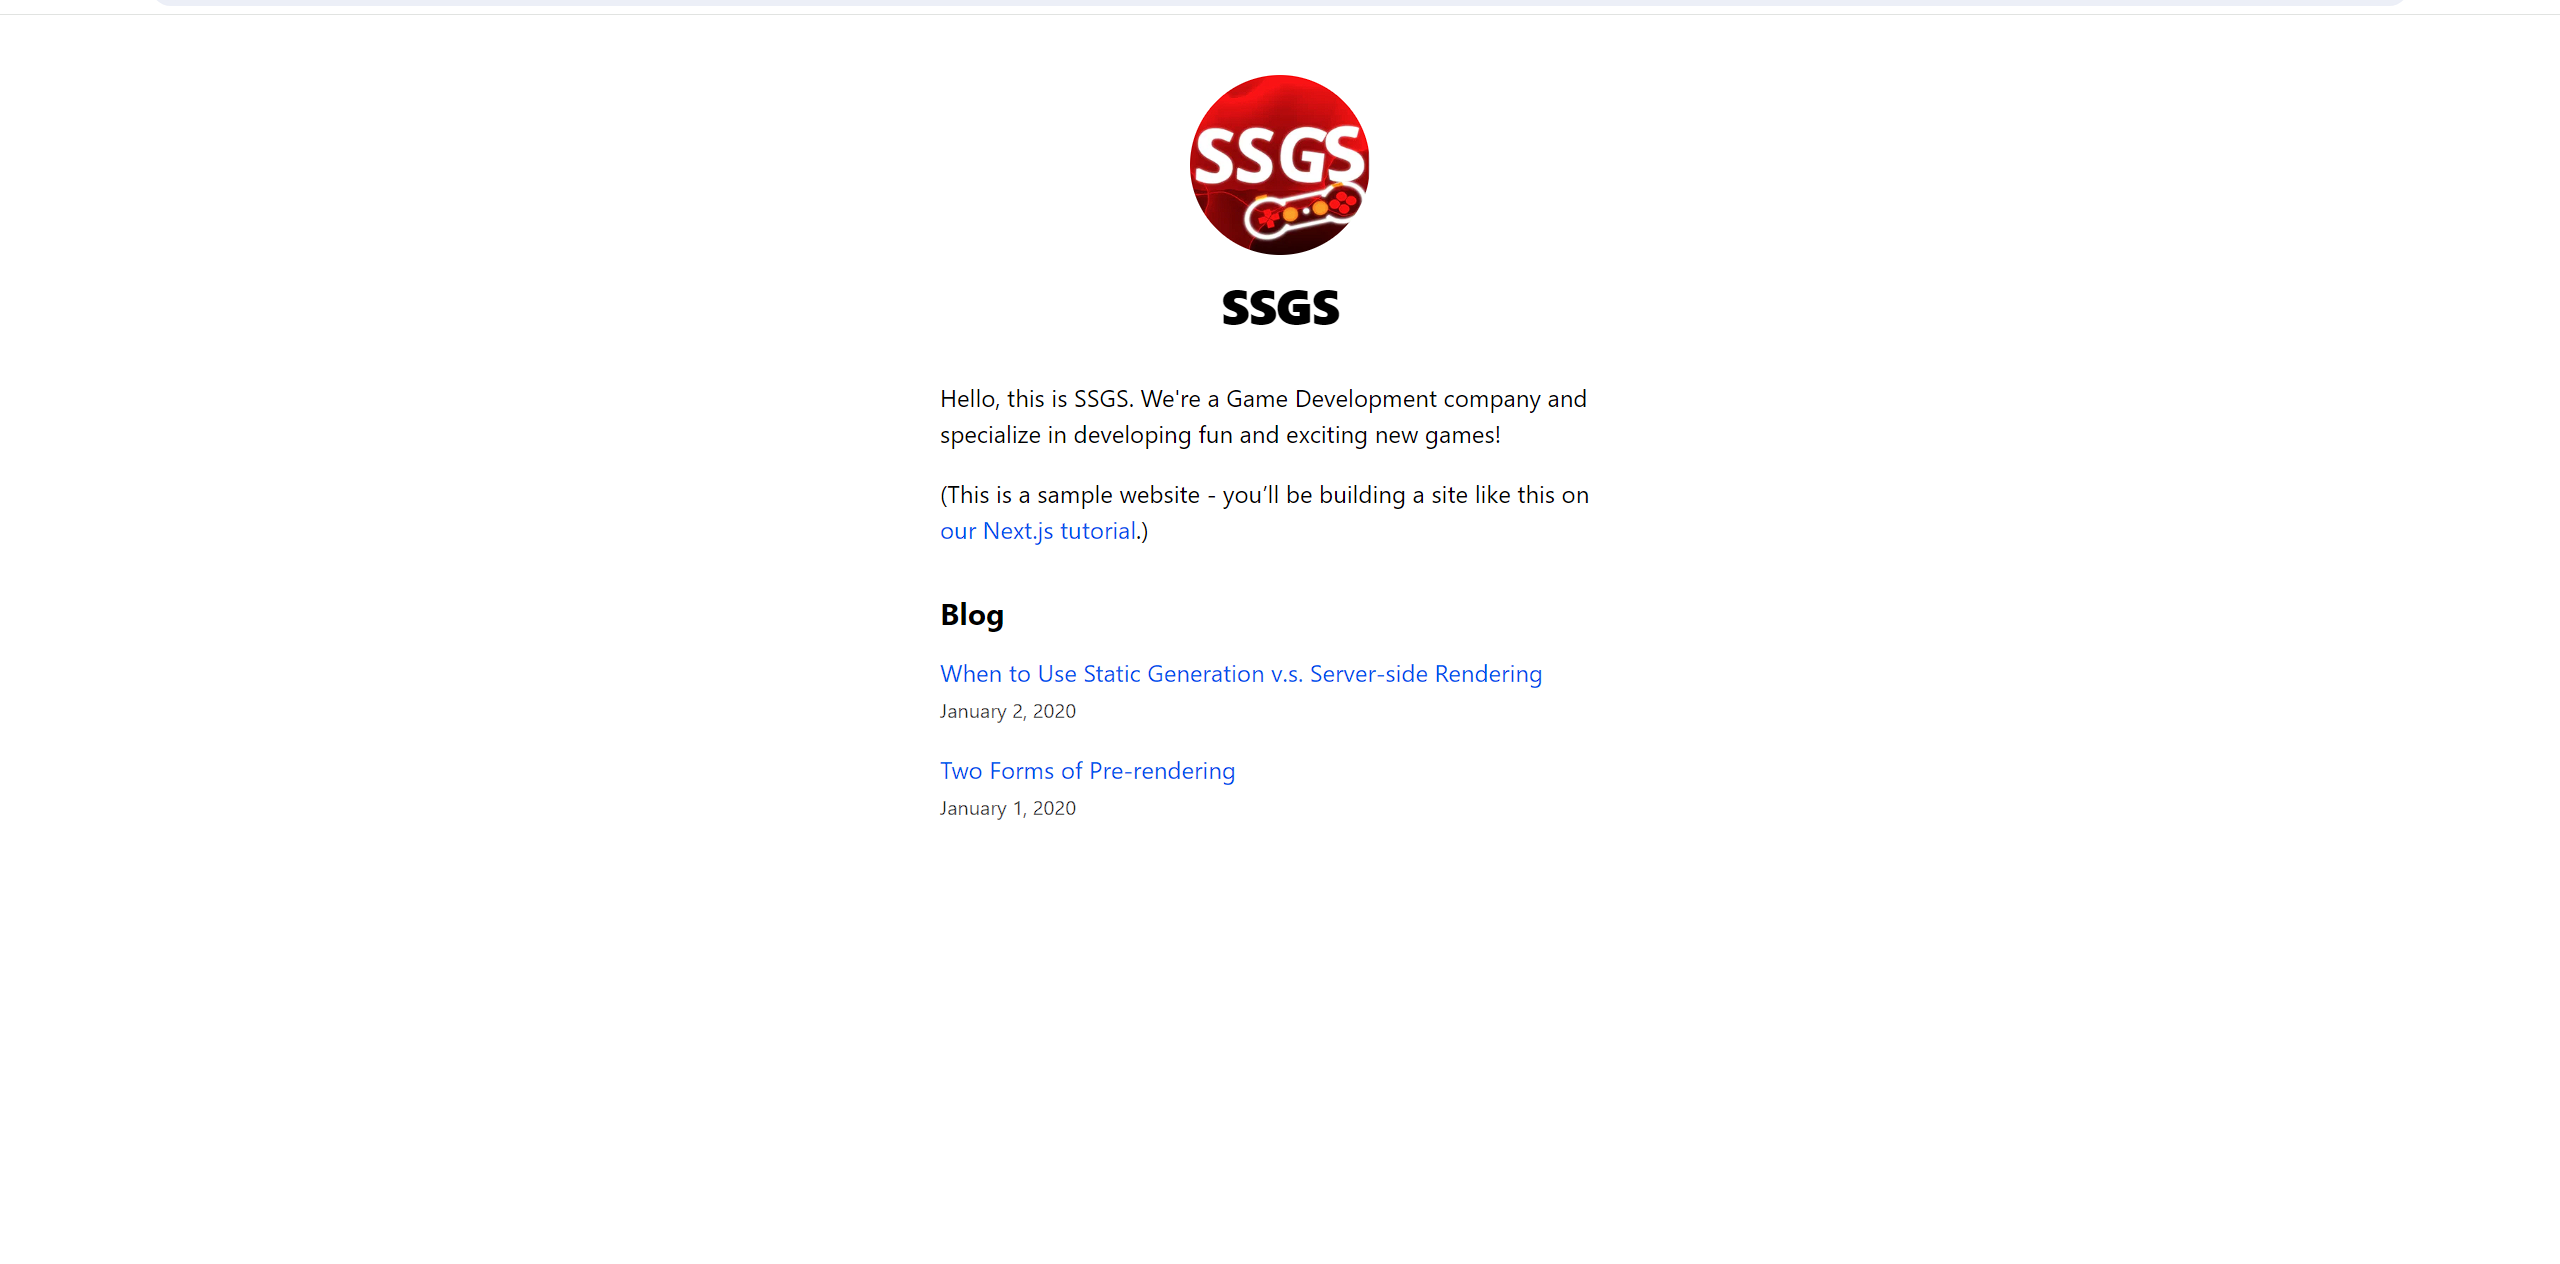 SSGS
SSGS
Hello, this is SSGS. We're a Game Development company and
specialize in developing fun and exciting new games!
(This is a sample website - you’ll be building a site like this on
our Next.js tutorial.)
Blog
When to Use Static Generation v.s. Server-side Rendering
January 2, 2020
Two Forms of Pre-rendering
January 1, 2020